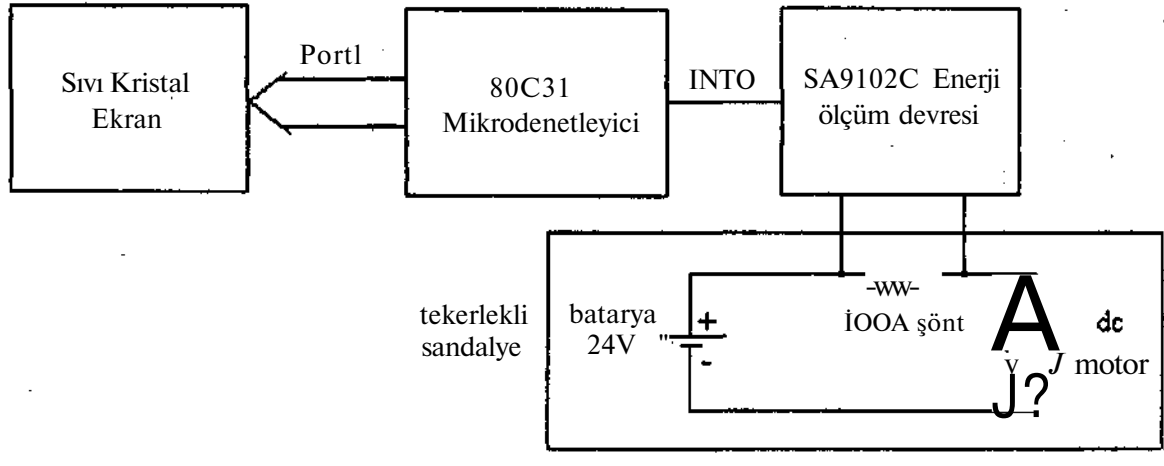 Sıvı Kristal
Ekran
Portl
80C31
Mikrodenetleyici
INTO
SA9102C Enerji
ölçüm devresi
tekerlekli
sandalye
batarya
24V
+
-
-WW-
İOOA şönt
A
v J
J?
dc
motor